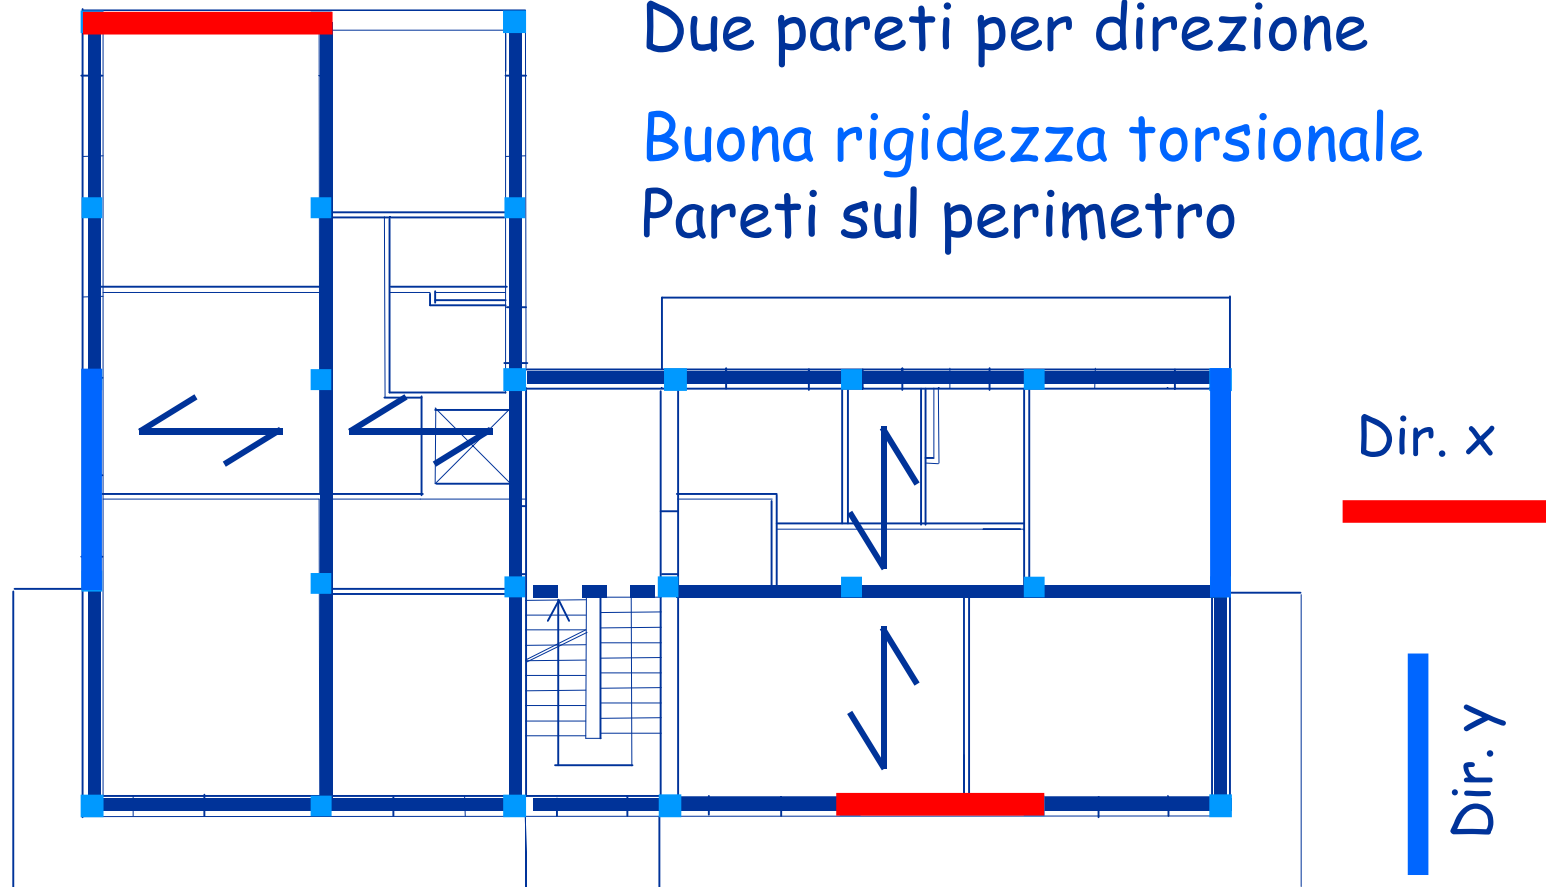 Due pareti per direzione
Buona rigidezza torsionale
Pareti sul perimetro
Dir. x
Dir. y